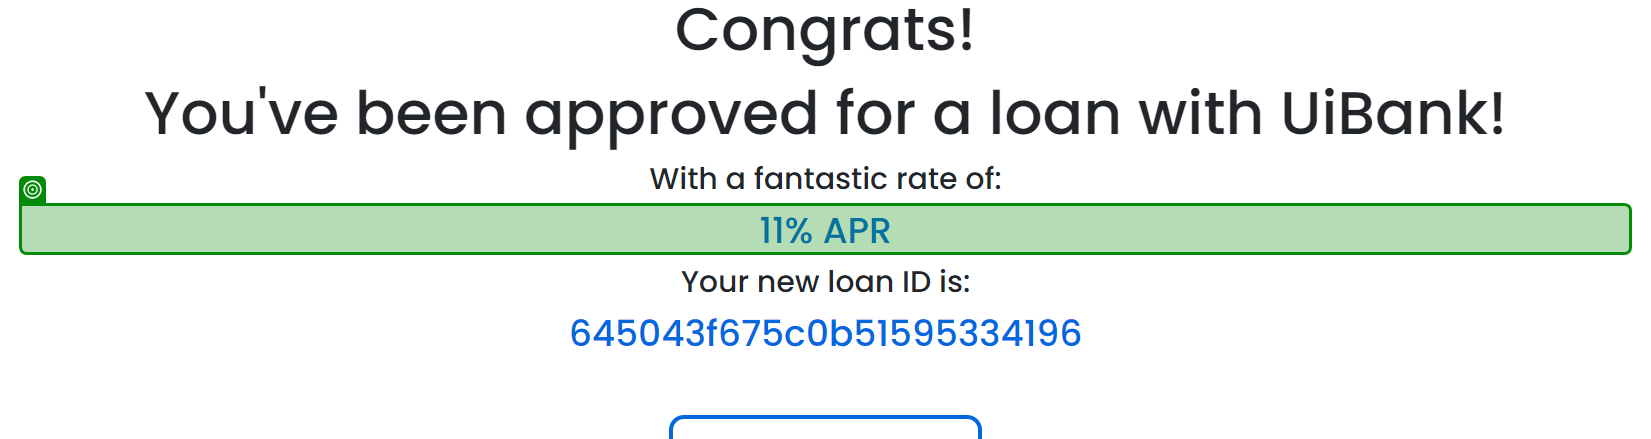 Congrats!
You've been approved for a loan with UiBank!
With a fantastic rate of:
11% APR
Your new loan ID is:
645043f675c0b51595334196